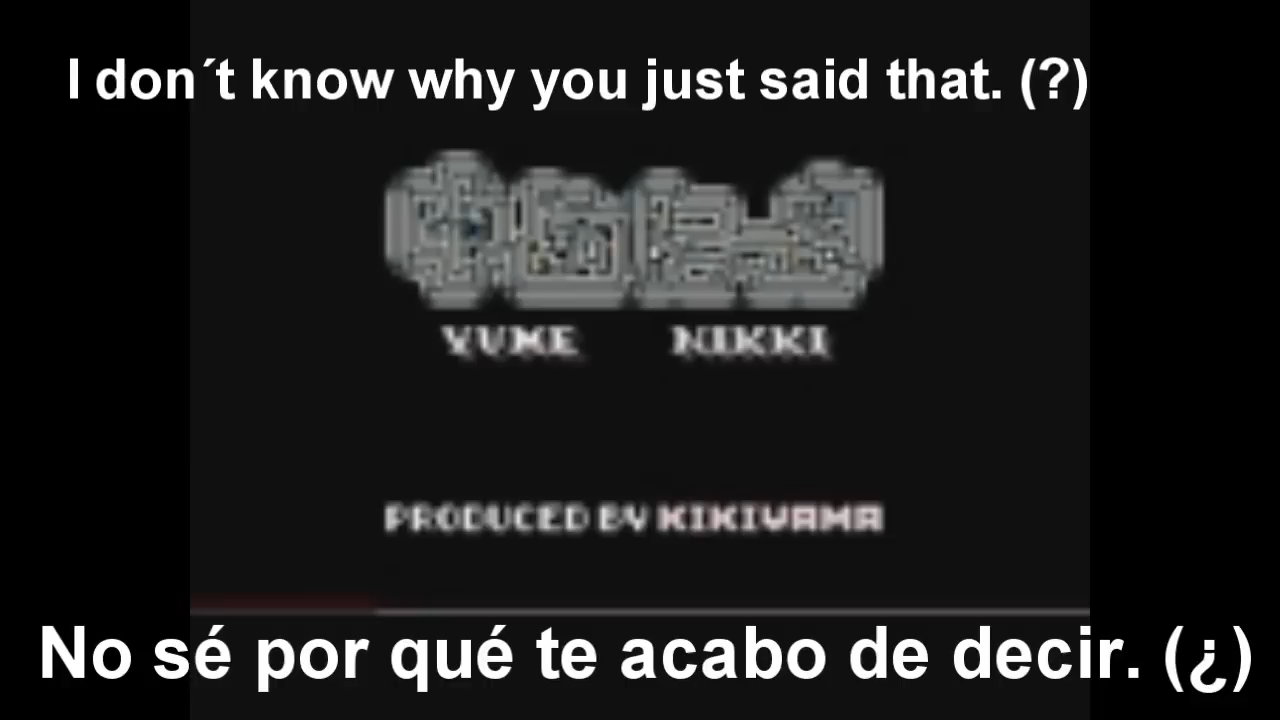 I don´t know why you just said that. (?)
YUME NIKKI
PRODUCED BY KIKIYAMA
No sé por qué te acabo de decir. (¿)